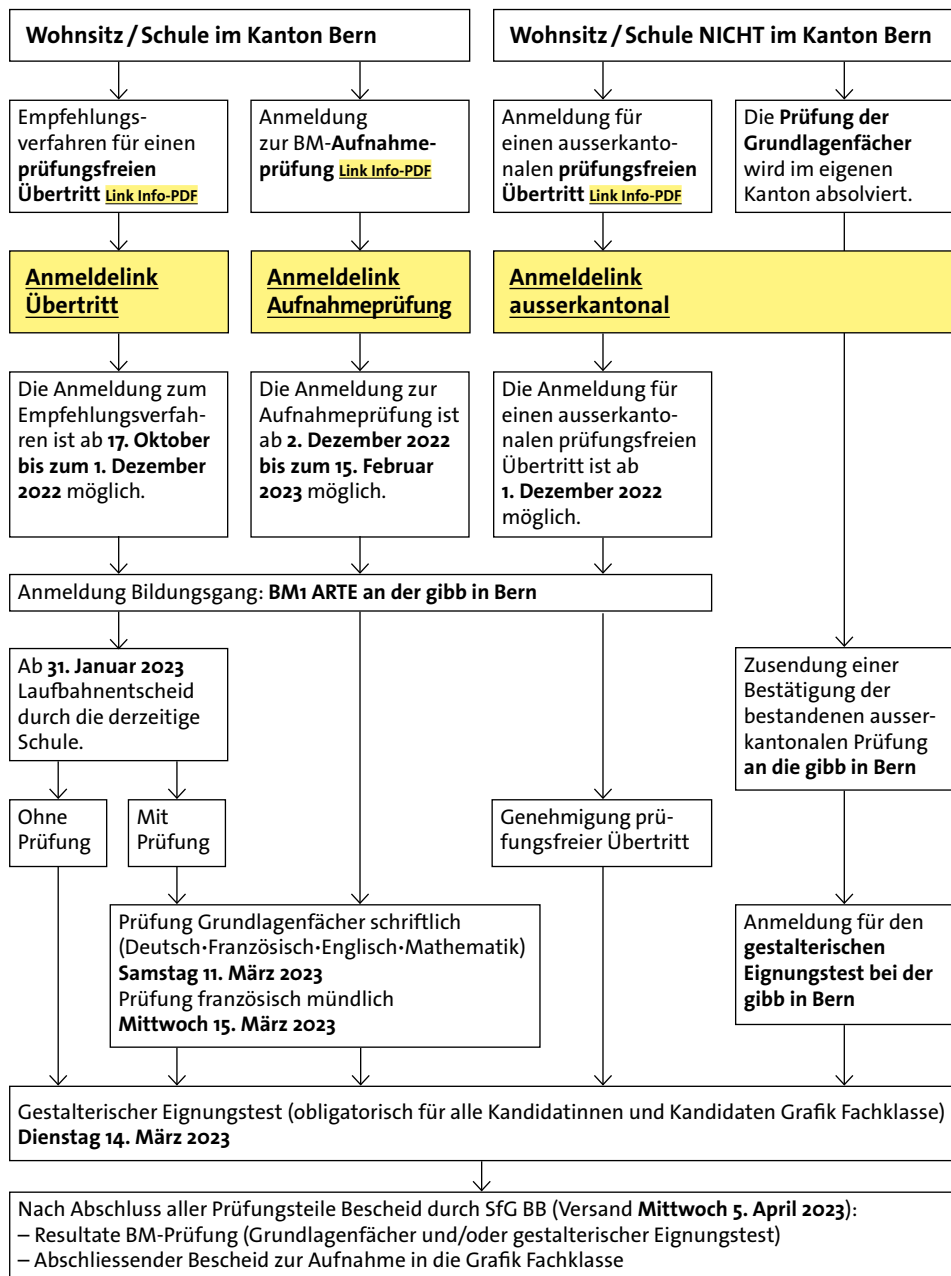 Wohnsitz / Schule im Kanton Bern
Wohnsitz / Schule NICHT im Kanton Bern
Empfehlungs-
verfahren für einen
prüfungsfreien
Übertritt Link Info-PDF
Anmeldung
zur BM-Aufnahme-
prüfung Link Info-PDF
Anmeldung für
einen ausserkanto-
nalen prüfungsfreien
Übertritt Link Info-PDF
Die Prüfung der
Grundlagenfächer
wird im eigenen
Kanton absolviert.
Anmeldelink
Übertritt
Anmeldelink
Aufnahmeprüfung
Anmeldelink
ausserkantonal
Die Anmeldung zum
Empfehlungsverfah-
ren ist ab 17. Oktober
bis zum 1. Dezember
2022 möglich.
Die Anmeldung zur
Aufnahmeprüfung ist
ab 2. Dezember 2022
bis zum 15. Februar
2023 möglich.
Die Anmeldung für
einen ausserkanto-
nalen prüfungsfreien
Übertritt ist ab
1. Dezember 2022
möglich.
Anmeldung Bildungsgang: BM1 ARTE an der gibb in Bern
Ab 31. Januar 2023
Laufbahnentscheid
durch die derzeitige
Schule.
Zusendung einer
Bestätigung der
bestandenen ausser-
kantonalen Prüfung
an die gibb in Bern
Ohne
Prüfung
Mit
Prüfung
Genehmigung prü-
fungsfreier Übertritt
Prüfung Grundlagenfächer schriftlich
(Deutsch·Französisch·Englisch·Mathematik)
Samstag 11. März 2023
Prüfung französisch mündlich
Mittwoch 15. März 2023
Anmeldung für den
gestalterischen
Eignungstest bei der
gibb in Bern
Gestalterischer Eignungstest (obligatorisch für alle Kandidatinnen und Kandidaten Grafik Fachklasse)
Dienstag 14. März 2023
Nach Abschluss aller Prüfungsteile Bescheid durch SfG BB (Versand Mittwoch 5. April 2023):
– Resultate BM-Prüfung (Grundlagenfächer und/oder gestalterischer Eignungstest)
– Abschliessender Bescheid zur Aufnahme in die Grafik Fachklasse